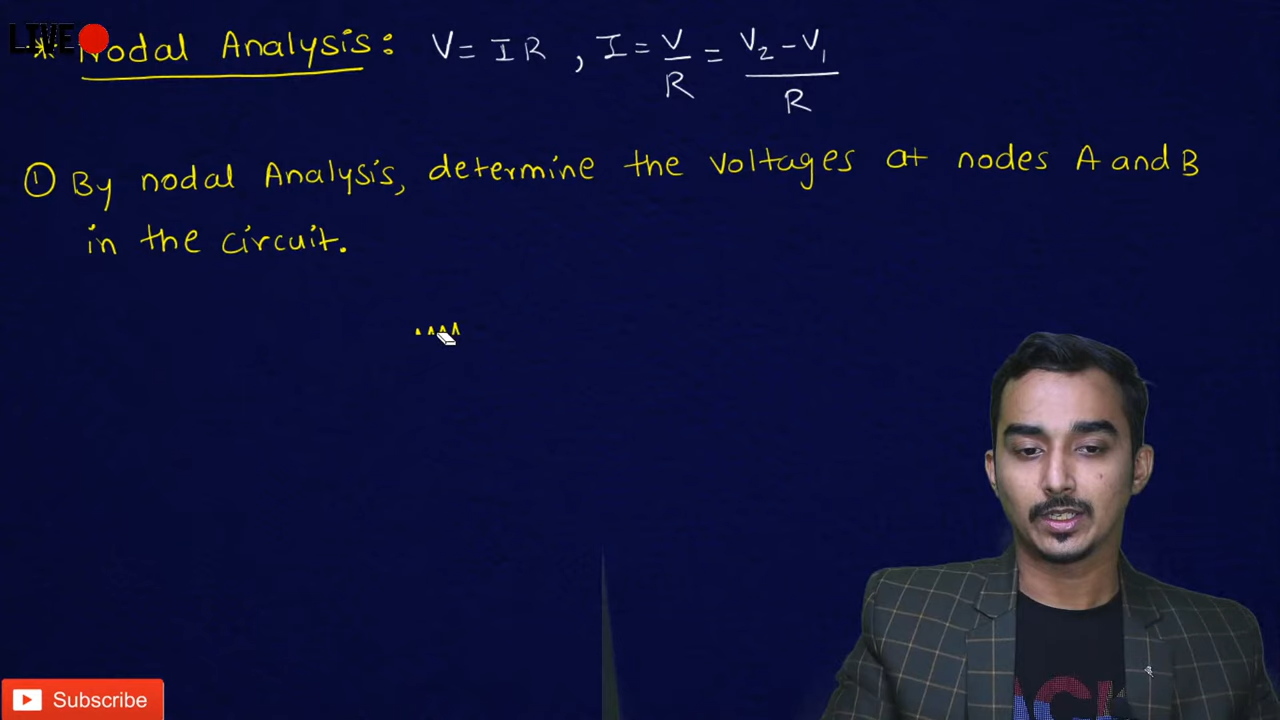 LIVE
* Nodal Analysis: V = IR, I = V/R = V₂ - V₁/R
① By nodal Analysis, determine the voltages at nodes A and B
in the circuit.
Subscribe